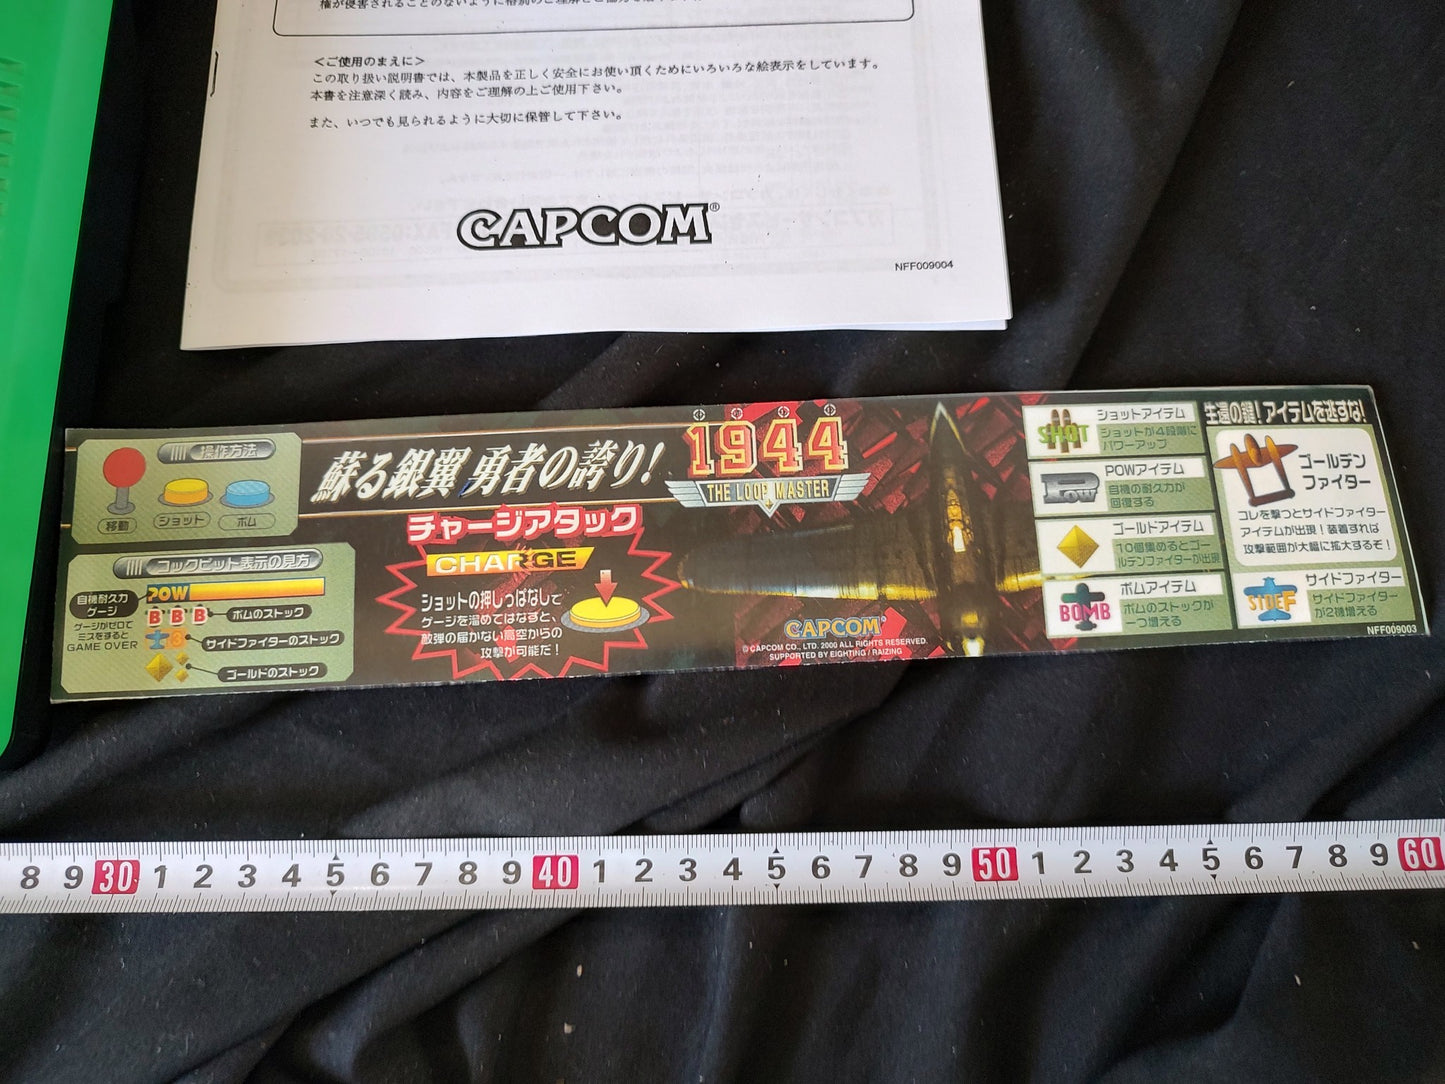 権が侵害されることのないように格別のご理解とご協力を
＜ご使用のまえに＞
この取り扱い説明書では、本製品を正しく安全にお使い頂くためにいろいろな絵表示をしています。
本書を注意深く読み、内容をご理解の上ご使用下さい。
また、いつでも見られるように大切に保管して下さい。
CAPCOM®
NFF009004
操作方法
移動
ショット
ボム
コックピット表示の見方
自機耐久力
ゲージ
ゲージがゼロで
ミスをすると
GAME OVER
POW
B B B
ボムのストック
3
サイドファイターのストック
ゴールドのストック
蘇る銀翼 勇者の誇り!
チャージアタック
CHARGE
ショットの押しっぱなしで
ゲージを溜めてはなすと、
敵弾の届かない高空からの
攻撃が可能だ！
1944
THE LOOP MASTER
CAPCOM®
© CAPCOM CO., LTD. 2000 ALL RIGHTS RESERVED.
SUPPORTED BY EIGHTING / RAIZING
SHOT
ショットアイテム
ショットが4段階に
パワーアップ
POW
POWアイテム
自機の耐久力が
回復する
ゴールドアイテム
10個集めるとゴー
ルデンファイターが出現
BOMB
ボムアイテム
ボムのストックが
一つ増える
生還の鍵！アイテムを逃すな！
ゴールデン
ファイター
コレを撃つとサイドファイター
アイテムが出現！装着すれば
攻撃範囲が大幅に拡大するぞ！
サイドファイター
サイドファイター
が2機増える
NFF009003
8 9 30 1 2 3 4 5 6 7 8 9 40 1 2 3 4 5 6 7 8 9 50 1 2 3 4 5 6 7 8 9 60